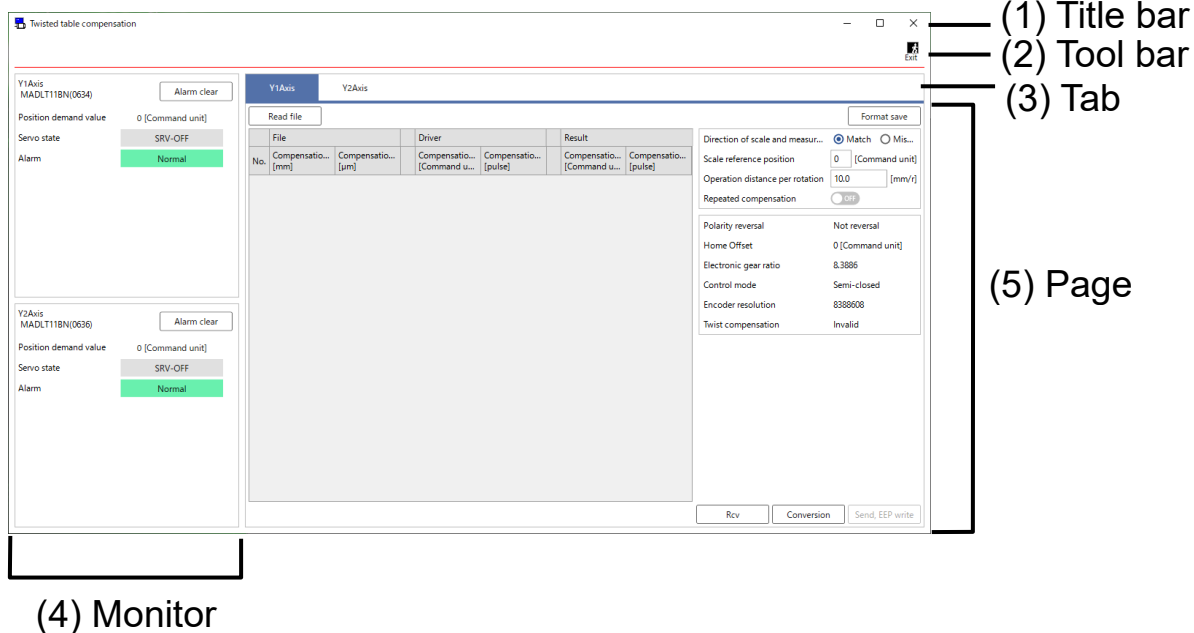 Twisted table compensation
(1) Title bar
Exit
(2) Tool bar
Y1Axis
MADLT11BN(0634)
Alarm clear
Position demand value 0 [Command unit]
Servo state SRV-OFF
Alarm Normal
Y2Axis
MADLT11BN(0636)
Alarm clear
Position demand value 0 [Command unit]
Servo state SRV-OFF
Alarm Normal
Y1Axis Y2Axis
(3) Tab
Read file Format save
File Driver Result
No. Compensatio... Compensatio... Compensatio... Compensatio... Compensatio... Compensatio...
[mm] [μm] [Command u... [pulse] [Command u... [pulse]
Direction of scale and measur... Match Mis...
Scale reference position 0 [Command unit]
Operation distance per rotation 10.0 [mm/r]
Repeated compensation OFF
Polarity reversal Not reversal
Home Offset 0 [Command unit]
Electronic gear ratio 8.3886
Control mode Semi-closed
Encoder resolution 8388608
Twist compensation Invalid
Rcv Conversion Send, EEP write
(5) Page
(4) Monitor